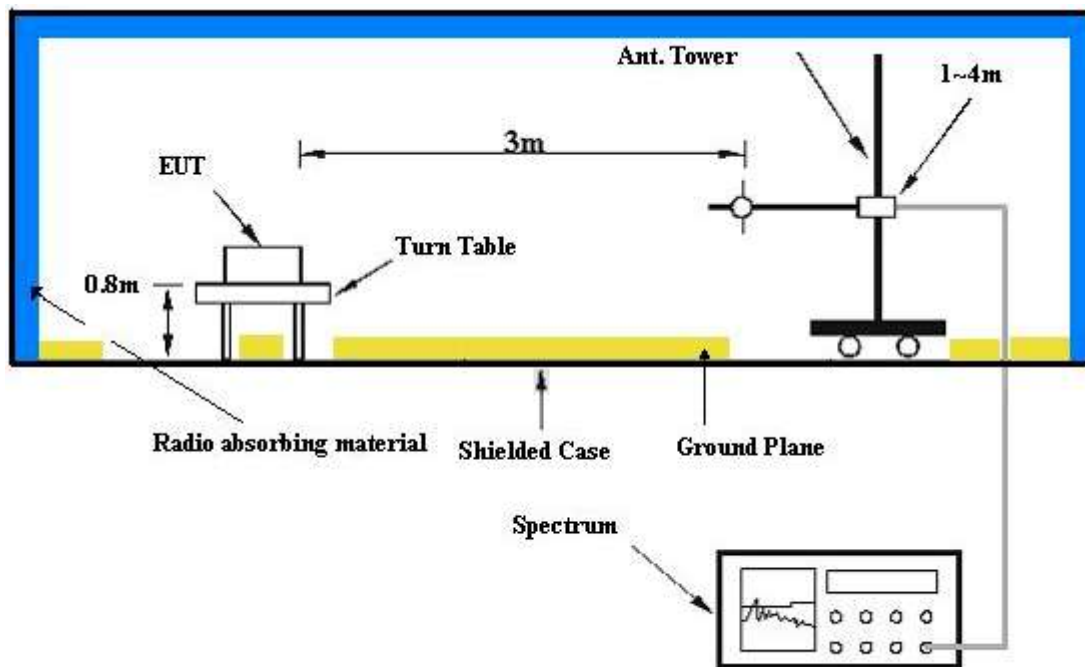 Ant. Tower
1~4m
3m
EUT
Turn Table
0.8m
Radio absorbing material
Shielded Case
Ground Plane
Spectrum